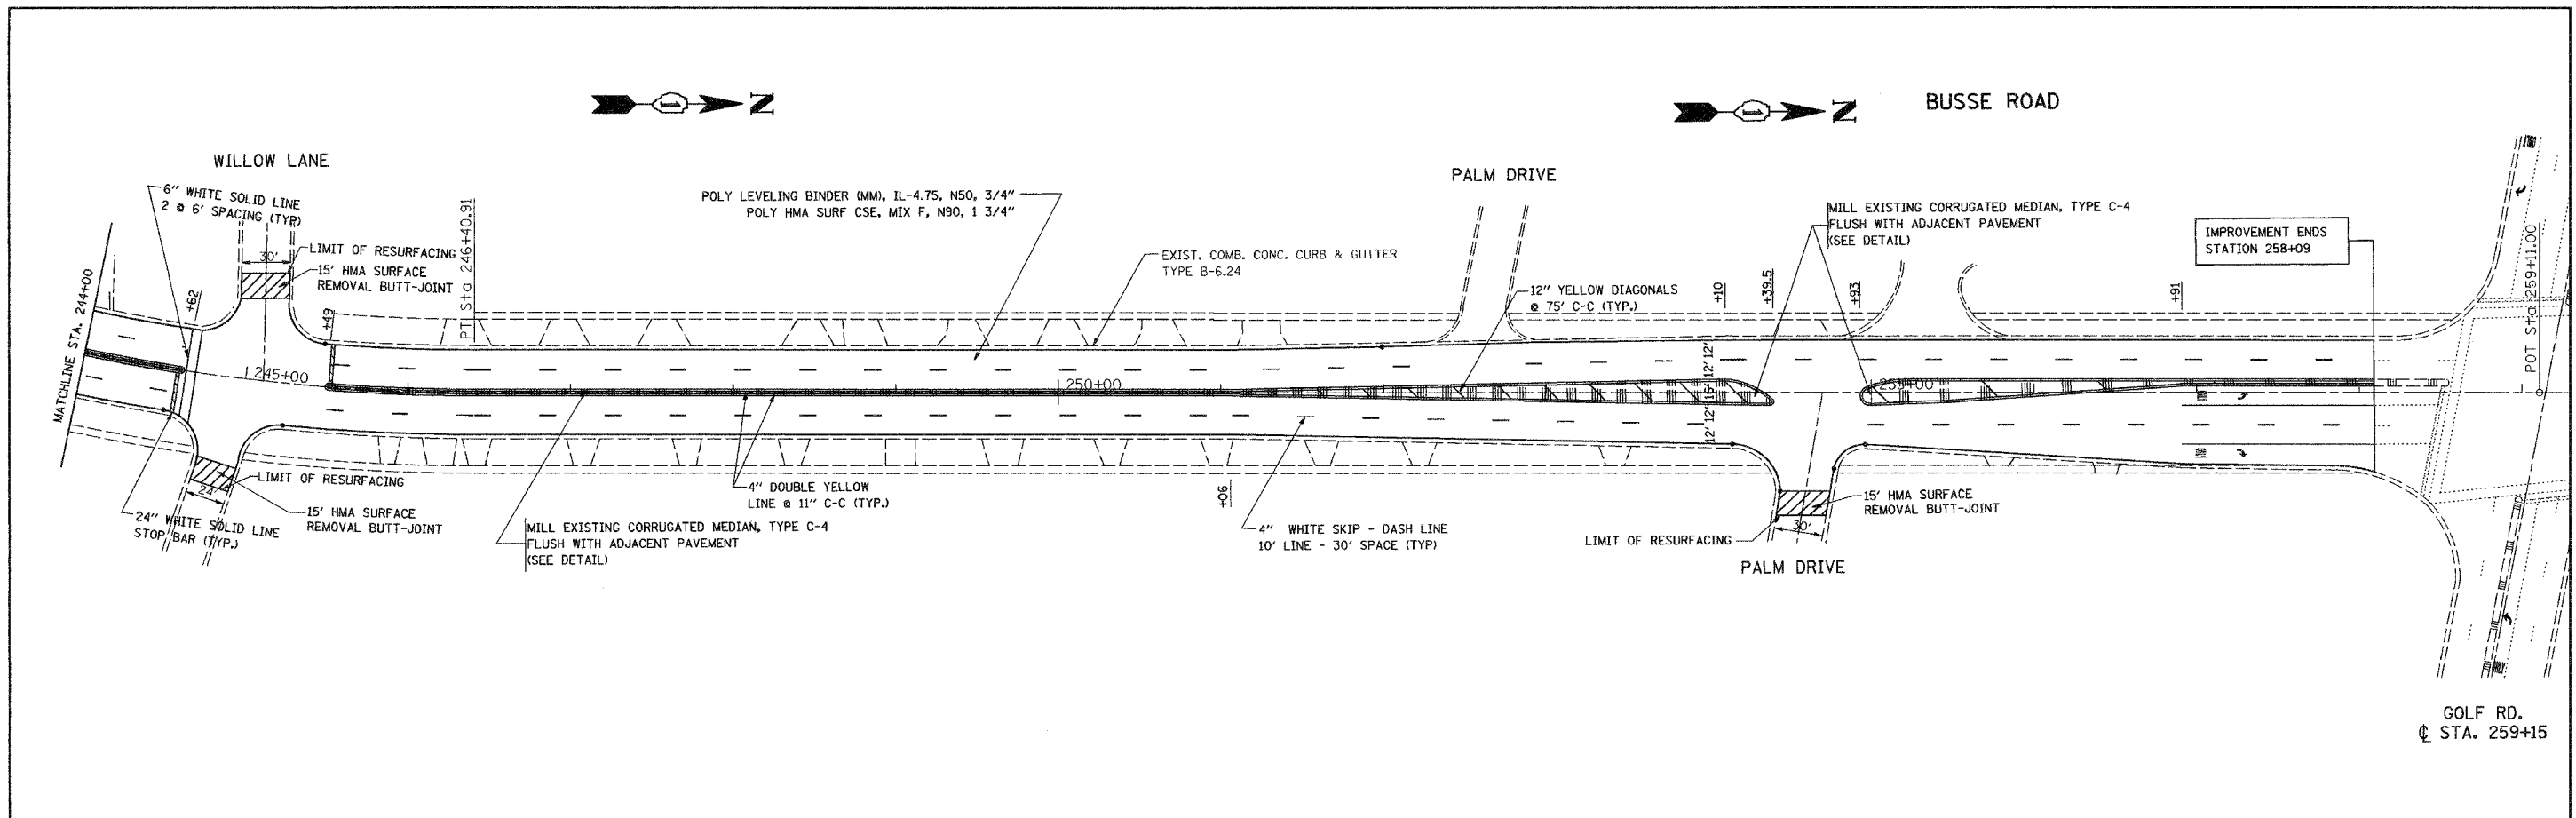 N
N
BUSSE ROAD
WILLOW LANE
6" WHITE SOLID LINE
2 @ 6' SPACING (TYP)
LIMIT OF RESURFACING
30'
15' HMA SURFACE
REMOVAL BUTT-JOINT
MATCHLINE STA. 244+00
+62
+49
PT Sta 246+40.91
POLY LEVELING BINDER (MM), IL-4.75, N50, 3/4"
POLY HMA SURF CSE, MIX F, N90, 1 3/4"
EXIST. COMB. CONC. CURB & GUTTER
TYPE B-6.24
PALM DRIVE
12" YELLOW DIAGONALS
@ 75' C-C (TYP.)
+10
+39.5
MILL EXISTING CORRUGATED MEDIAN, TYPE C-4
FLUSH WITH ADJACENT PAVEMENT
(SEE DETAIL)
+93
+91
IMPROVEMENT ENDS
STATION 258+09
POT Sta 259+11.00
245+00
250+00
255+00
12' 12' 16' 12' 12'
LIMIT OF RESURFACING
24'
15' HMA SURFACE
REMOVAL BUTT-JOINT
24" WHITE SOLID LINE
STOP BAR (TYP.)
MILL EXISTING CORRUGATED MEDIAN, TYPE C-4
FLUSH WITH ADJACENT PAVEMENT
(SEE DETAIL)
4" DOUBLE YELLOW
LINE @ 11" C-C (TYP.)
+06
4" WHITE SKIP - DASH LINE
10' LINE - 30' SPACE (TYP)
LIMIT OF RESURFACING
30'
15' HMA SURFACE
REMOVAL BUTT-JOINT
PALM DRIVE
GOLF RD.
℄ STA. 259+15